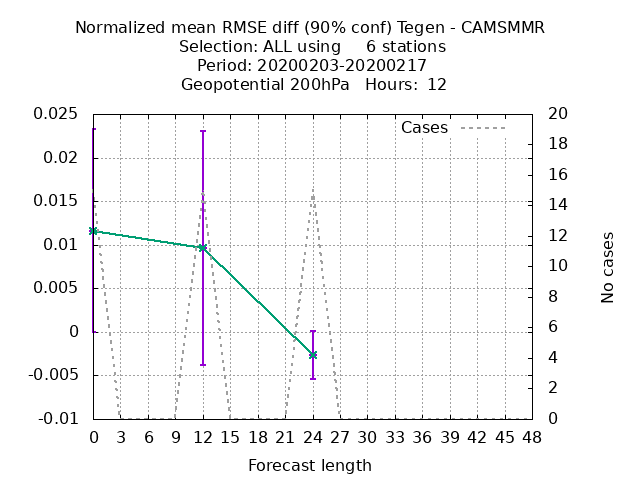 Normalized mean RMSE diff (90% conf) Tegen - CAMSMMR
Selection: ALL using     6 stations
Period: 20200203-20200217
Geopotential 200hPa   Hours:  12
Cases
0.025
0.02
0.015
0.01
0.005
0
-0.005
-0.01
20
18
16
14
12
10
8
6
4
2
0
No cases
0 3 6 9 12 15 18 21 24 27 30 33 36 39 42 45 48
Forecast length